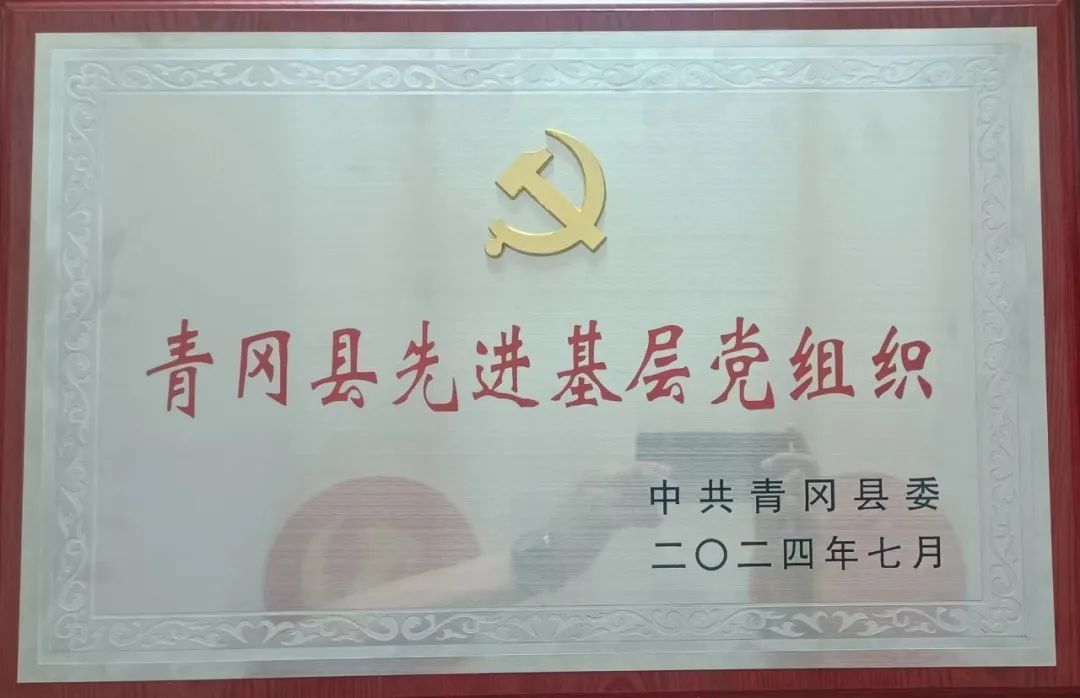 青冈县先进基层党组织
中共青冈县委
二〇二四年七月